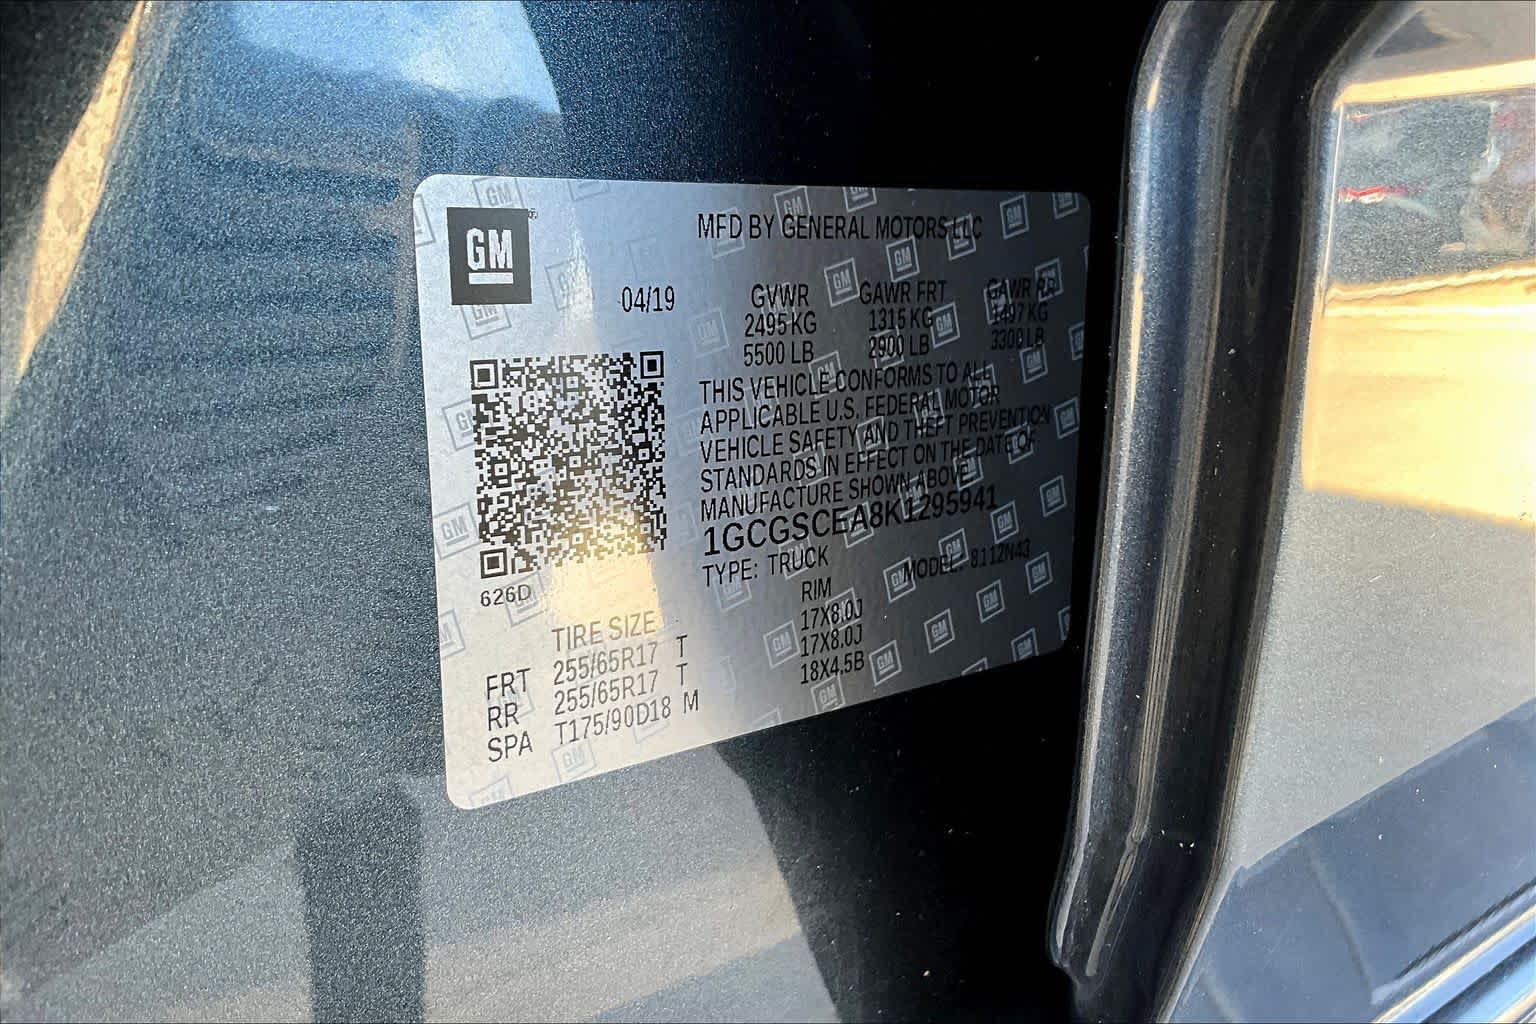 GM
MFD BY GENERAL MOTORS LLC
04/19
GVWR GAWR FRT GAWR RR
2495 KG 1315 KG 1497 KG
5500 LB 2900 LB 3300 LB
THIS VEHICLE CONFORMS TO ALL
APPLICABLE U.S. FEDERAL MOTOR
VEHICLE SAFETY AND THEFT PREVENTION
STANDARDS IN EFFECT ON THE DATE OF
MANUFACTURE SHOWN ABOVE
1GCGSCEA8K1295941
TYPE: TRUCK MODEL: 8112N43
626D
TIRE SIZE RIM
FRT 255/65R17 T 17X8.0J
RR 255/65R17 T 17X8.0J
SPA T175/90D18 M 18X4.5B